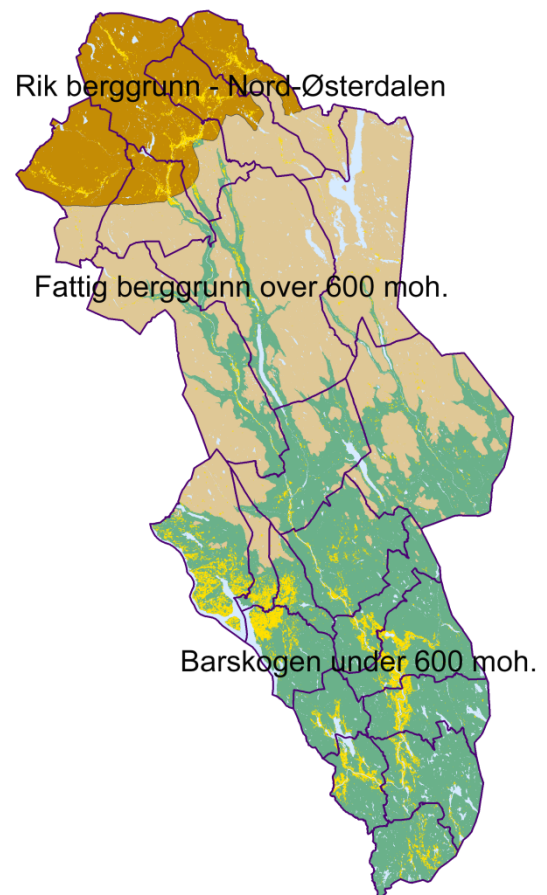 Rik berggrunn - Nord-Østerdalen
Fattig berggrunn over 600 moh.
Barskogen under 600 moh.